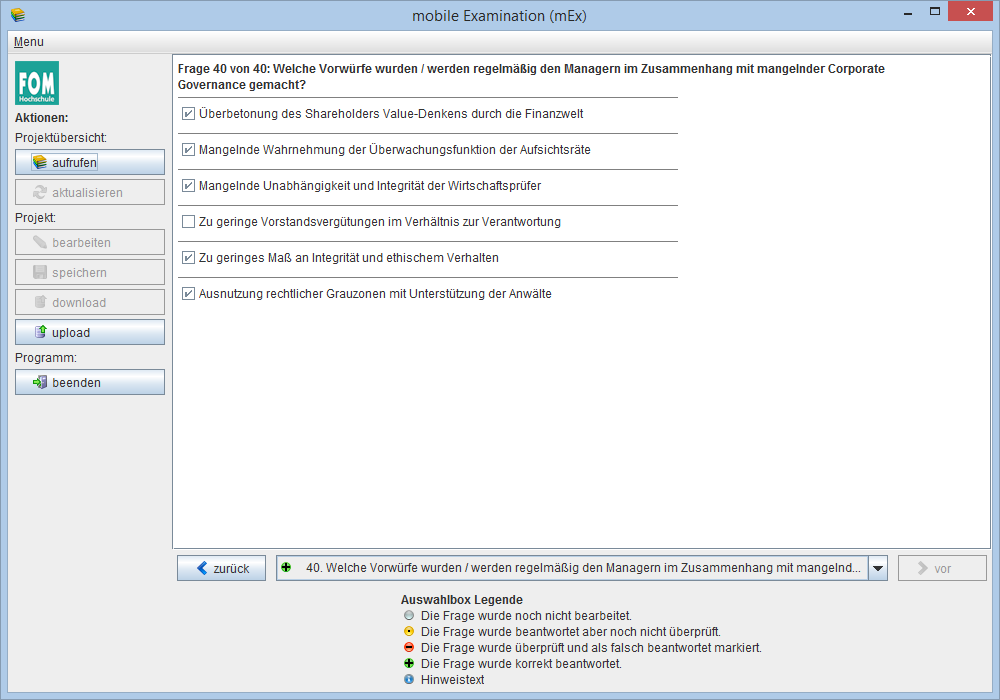 mobile Examination (mEx)
Menu
FOM
Hochschule
Aktionen:
Projektübersicht:
aufrufen
aktualisieren
Projekt:
bearbeiten
speichern
download
upload
Programm:
beenden
Frage 40 von 40: Welche Vorwürfe wurden / werden regelmäßig den Managern im Zusammenhang mit mangelnder Corporate
Governance gemacht?
Überbetonung des Shareholders Value-Denkens durch die Finanzwelt
Mangelnde Wahrnehmung der Überwachungsfunktion der Aufsichtsräte
Mangelnde Unabhängigkeit und Integrität der Wirtschaftsprüfer
Zu geringe Vorstandsvergütungen im Verhältnis zur Verantwortung
Zu geringes Maß an Integrität und ethischem Verhalten
Ausnutzung rechtlicher Grauzonen mit Unterstützung der Anwälte
zurück
40. Welche Vorwürfe wurden / werden regelmäßig den Managern im Zusammenhang mit mangelnd...
vor
Auswahlbox Legende
Die Frage wurde noch nicht bearbeitet.
Die Frage wurde beantwortet aber noch nicht überprüft.
Die Frage wurde überprüft und als falsch beantwortet markiert.
Die Frage wurde korrekt beantwortet.
Hinweistext